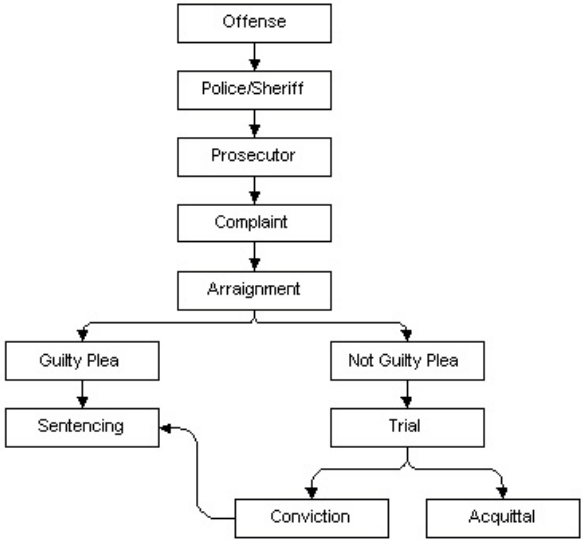 Offense
Police/Sheriff
Prosecutor
Complaint
Arraignment
Guilty Plea
Not Guilty Plea
Sentencing
Trial
Conviction
Acquittal